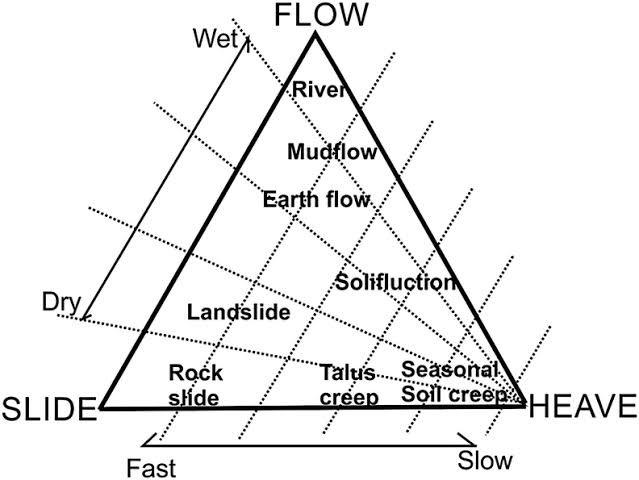 FLOW
Wet
River
Mudflow
Earth flow
Solifluction
Dry
Landslide
Rock
slide
Talus
creep
Seasonal
Soil creep
SLIDE
HEAVE
Fast
Slow